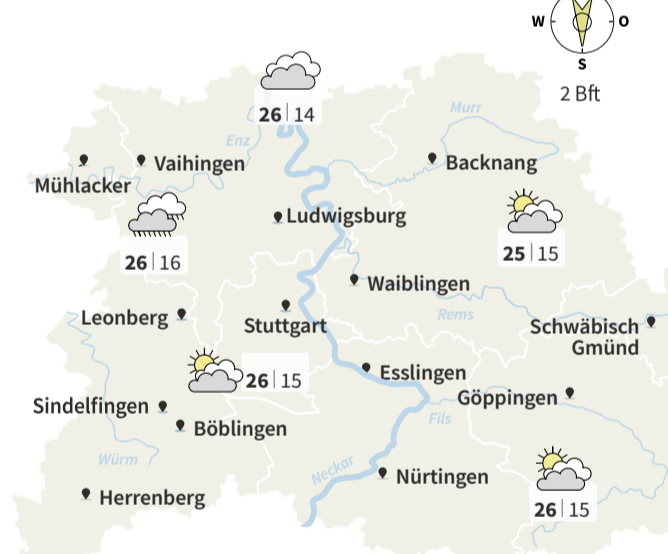 W O
S
2 Bft
26 | 14
Murr
Enz
Mühlacker
Vaihingen
Backnang
26 | 16
Ludwigsburg
25 | 15
Waiblingen
Leonberg
Stuttgart
Rems
Schwäbisch
Gmünd
26 | 15
Esslingen
Göppingen
Sindelfingen
Böblingen
Fils
Würm
Neckar
Nürtingen
Herrenberg
26 | 15